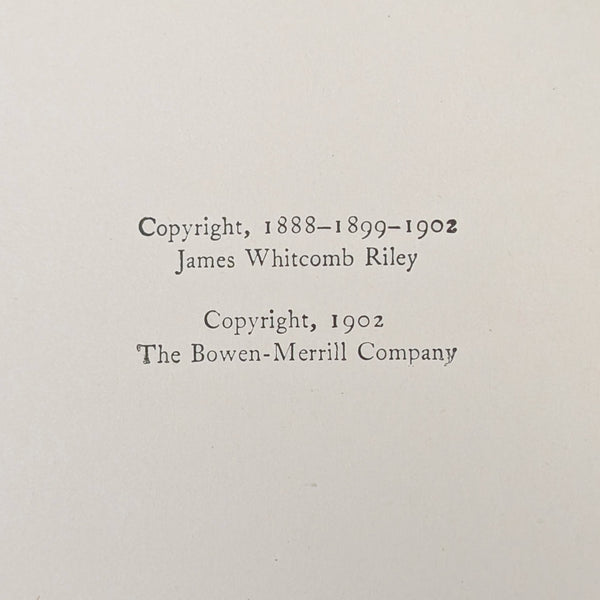 Copyright, 1888–1899–1902
James Whitcomb Riley
Copyright, 1902
The Bowen-Merrill Company